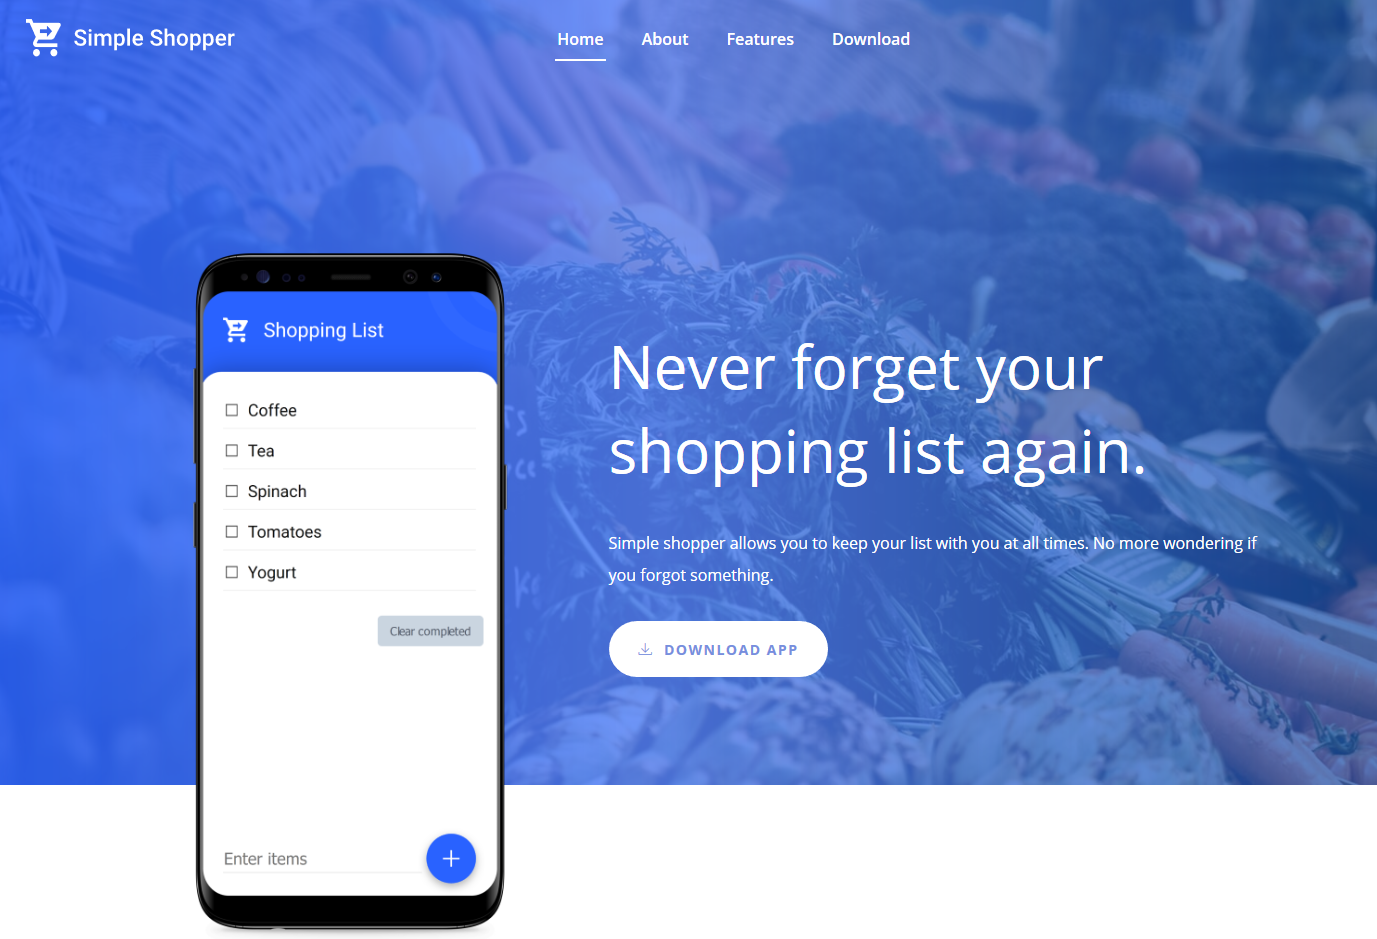 Simple Shopper
Home
About
Features
Download
Shopping List
Coffee
Tea
Spinach
Tomatoes
Yogurt
Clear completed
Enter items
Never forget your
shopping list again.
Simple shopper allows you to keep your list with you at all times. No more wondering if
you forgot something.
DOWNLOAD APP